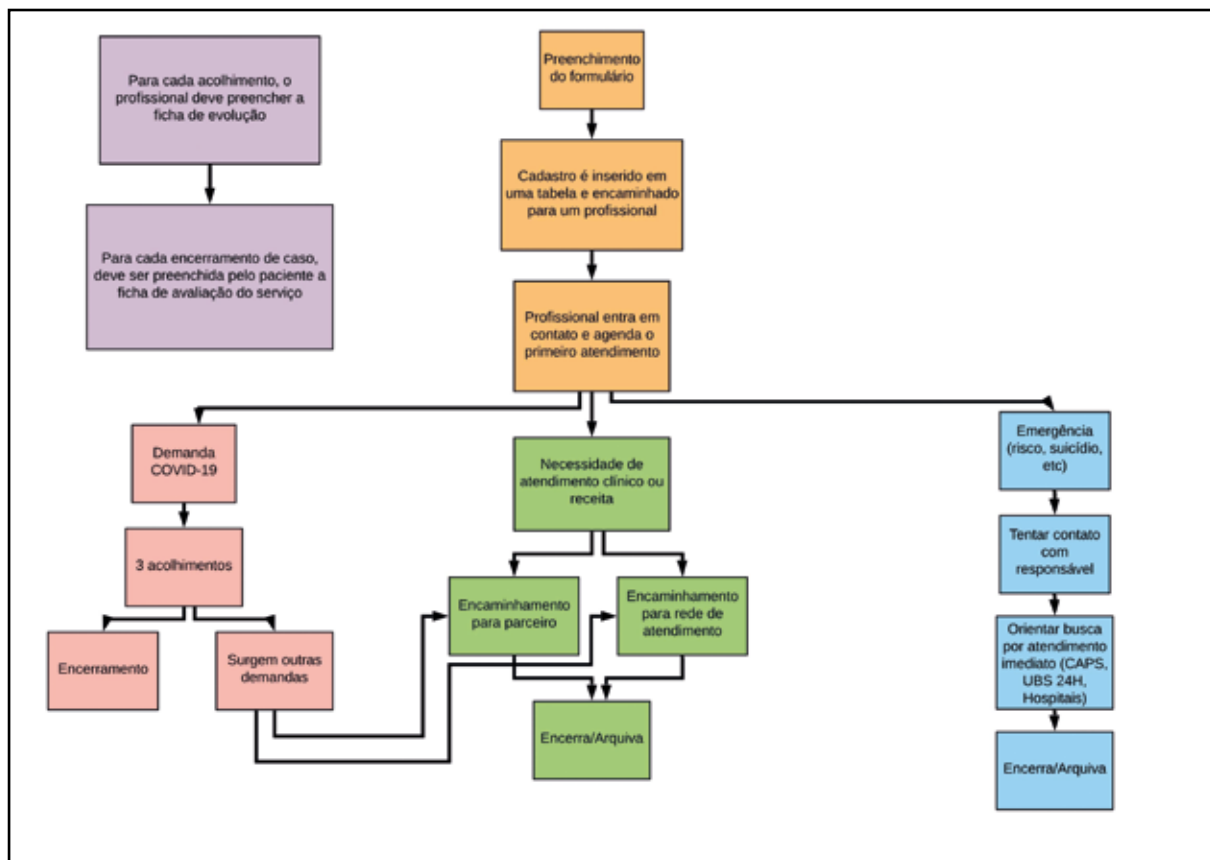 Para cada acolhimento, o
profissional deve preencher a
ficha de evolução
Para cada encerramento de caso,
deve ser preenchida pelo paciente a
ficha de avaliação do serviço
Preenchimento
do formulário
Cadastro é inserido em
uma tabela e encaminhado
para um profissional
Profissional entra em
contato e agenda o
primeiro atendimento
Demanda
COVID-19
3 acolhimentos
Encerramento
Surgem outras
demandas
Necessidade de
atendimento clínico ou
receita
Encaminhamento
para parceiro
Encaminhamento
para rede de
atendimento
Encerra/Arquiva
Emergência
(risco, suicídio,
etc)
Tentar contato
com
responsável
Orientar busca
por atendimento
imediato (CAPS,
UBS 24H,
Hospitais)
Encerra/Arquiva